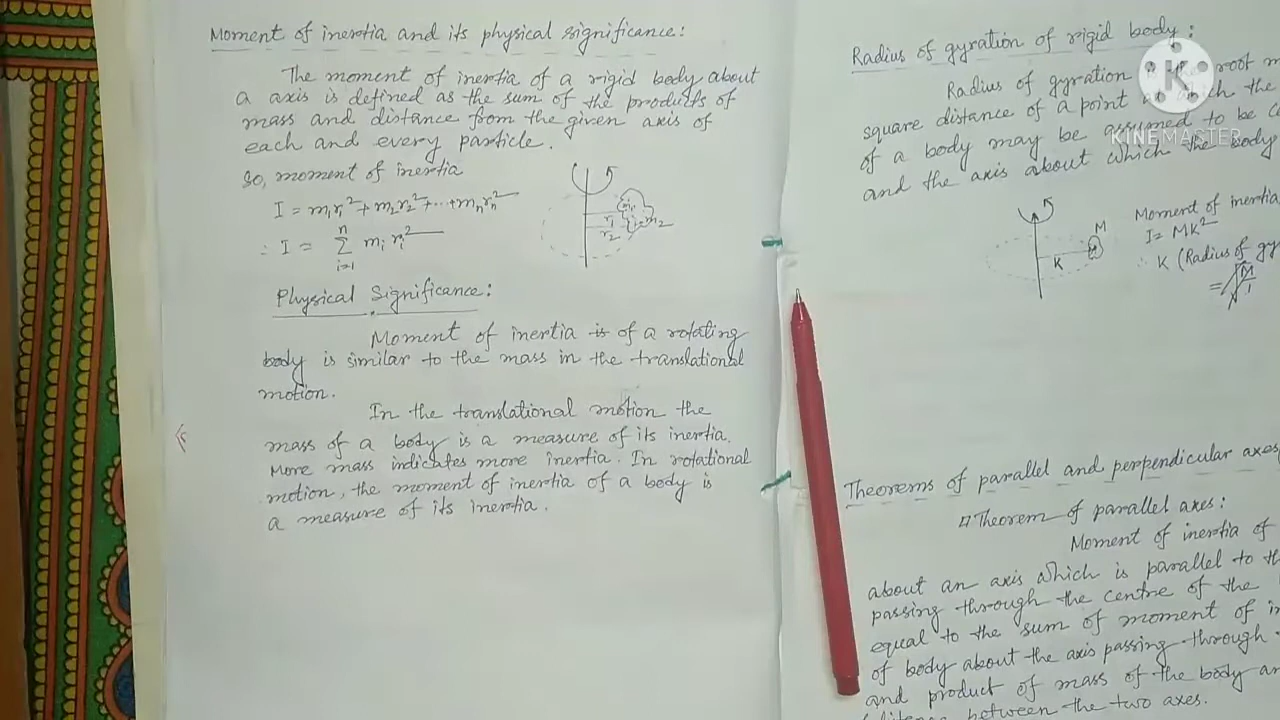 Moment of inertia and its physical significance:
The moment of inertia of a rigid body about
a axis is defined as the sum of the products of
mass and distance from the given axis of
each and every particle.
So, moment of inertia
I = m₁r₁² + m₂r₂² + ... + mₙrₙ²
∴ I = n∑i=1 mᵢ rᵢ²
m₁
r₁
r₂
m₂
Physical Significance:
Moment of inertia is of a rotating
body is similar to the mass in the translational
motion.
In the translational motion the
mass of a body is a measure of its inertia.
More mass indicates more inertia. In rotational
motion, the moment of inertia of a body is
a measure of its inertia.
Radius of gyration of rigid body:
Radius of gyration root
square distance of a point the
of a body may be assumed to be
and the axis about which the body
Moment of inertia
I = MK²
∴ K (Radius of
M
K
Theorems of parallel and perpendicular axes
Theorem of parallel axes:
Moment of inertia of
about an axis which is parallel to
passing through the centre of the
equal to the sum of moment of
of body about the axis passing through
and product of mass of the body
between the two axes.
K
KINEMASTER